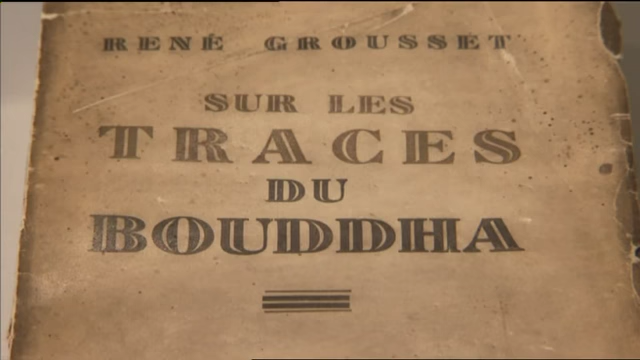 RENÉ GROUSSET
SUR LES
TRACES
DU
BOUDDHA